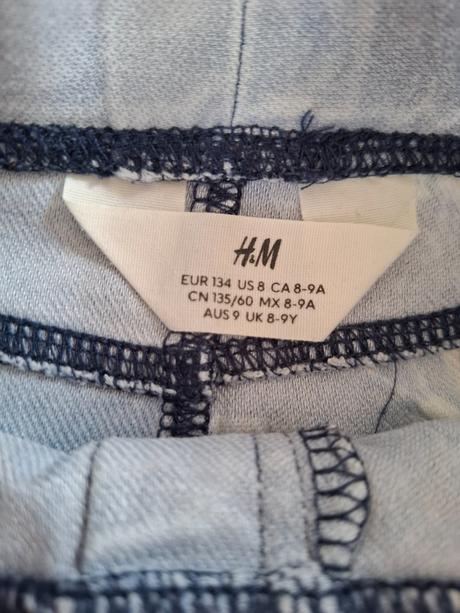 H&M
EUR 134 US 8 CA 8-9A
CN 135/60 MX 8-9A
AUS 9 UK 8-9Y